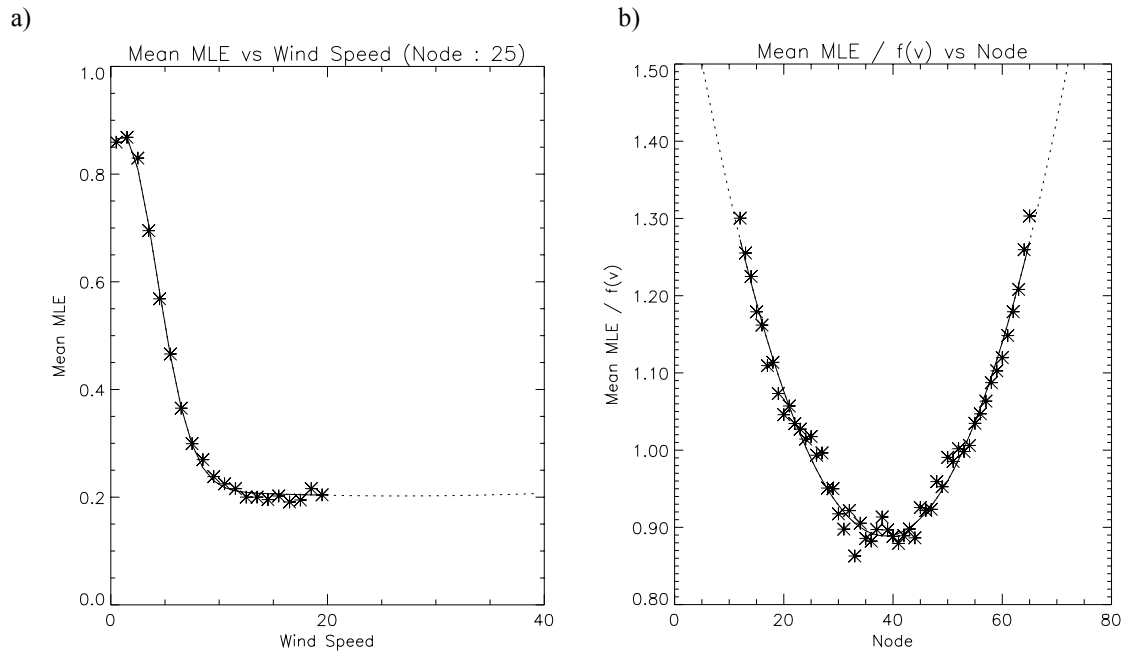 a)
Mean MLE vs Wind Speed (Node : 25)
1.0
0.8
0.6
0.4
0.2
0.0
Mean MLE
0
20
40
Wind Speed
b)
Mean MLE / f(v) vs Node
1.50
1.40
1.30
1.20
1.10
1.00
0.90
0.80
Mean MLE / f(v)
0
20
40
60
80
Node